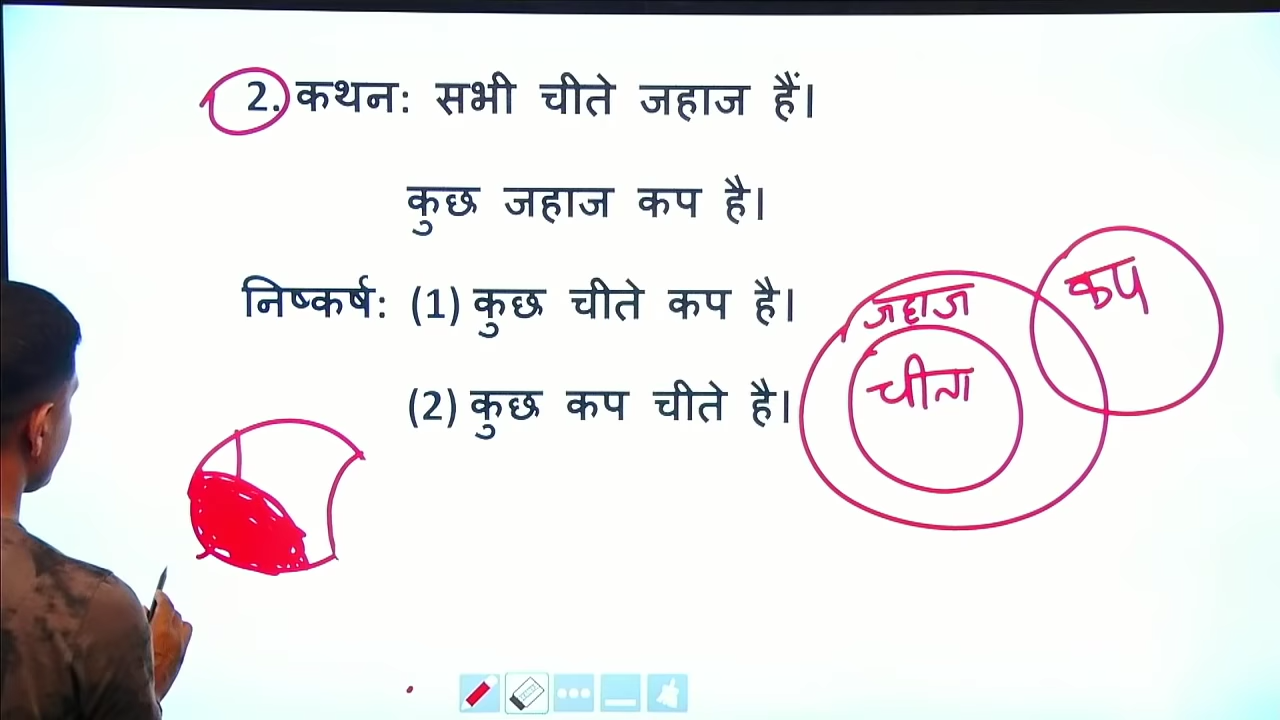 2. कथन: सभी चीते जहाज हैं।
कुछ जहाज कप है।
निष्कर्ष: (1) कुछ चीते कप है।
(2) कुछ कप चीते है।
जहाज
चीता
कप